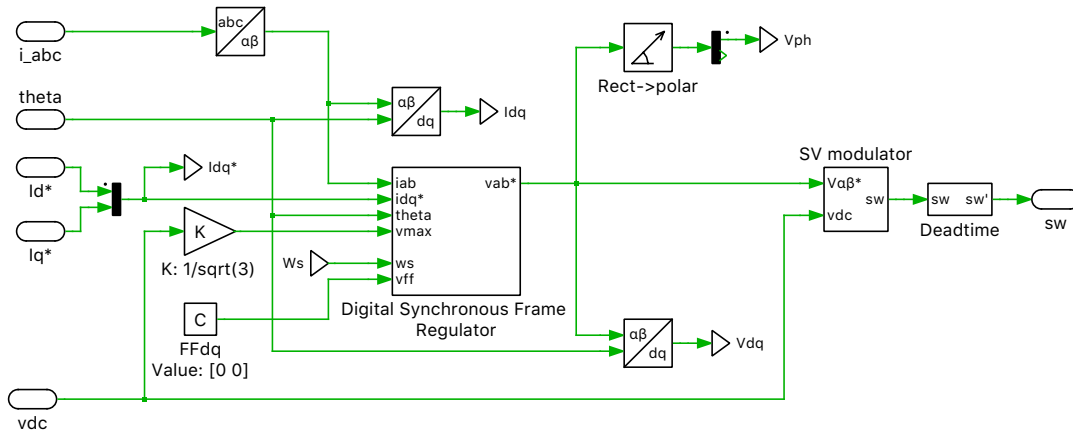 i_abc
abc
αβ
theta
αβ
dq
Idq
Rect->polar
Vph
Id*
Idq*
Iq*
K
K: 1/sqrt(3)
iab
idq*
theta
vmax
ws
vff
vab*
Digital Synchronous Frame
Regulator
Ws
C
FFdq
Value: [0 0]
αβ
dq
Vdq
SV modulator
Vαβ*
vdc
sw
sw
sw'
Deadtime
sw
vdc